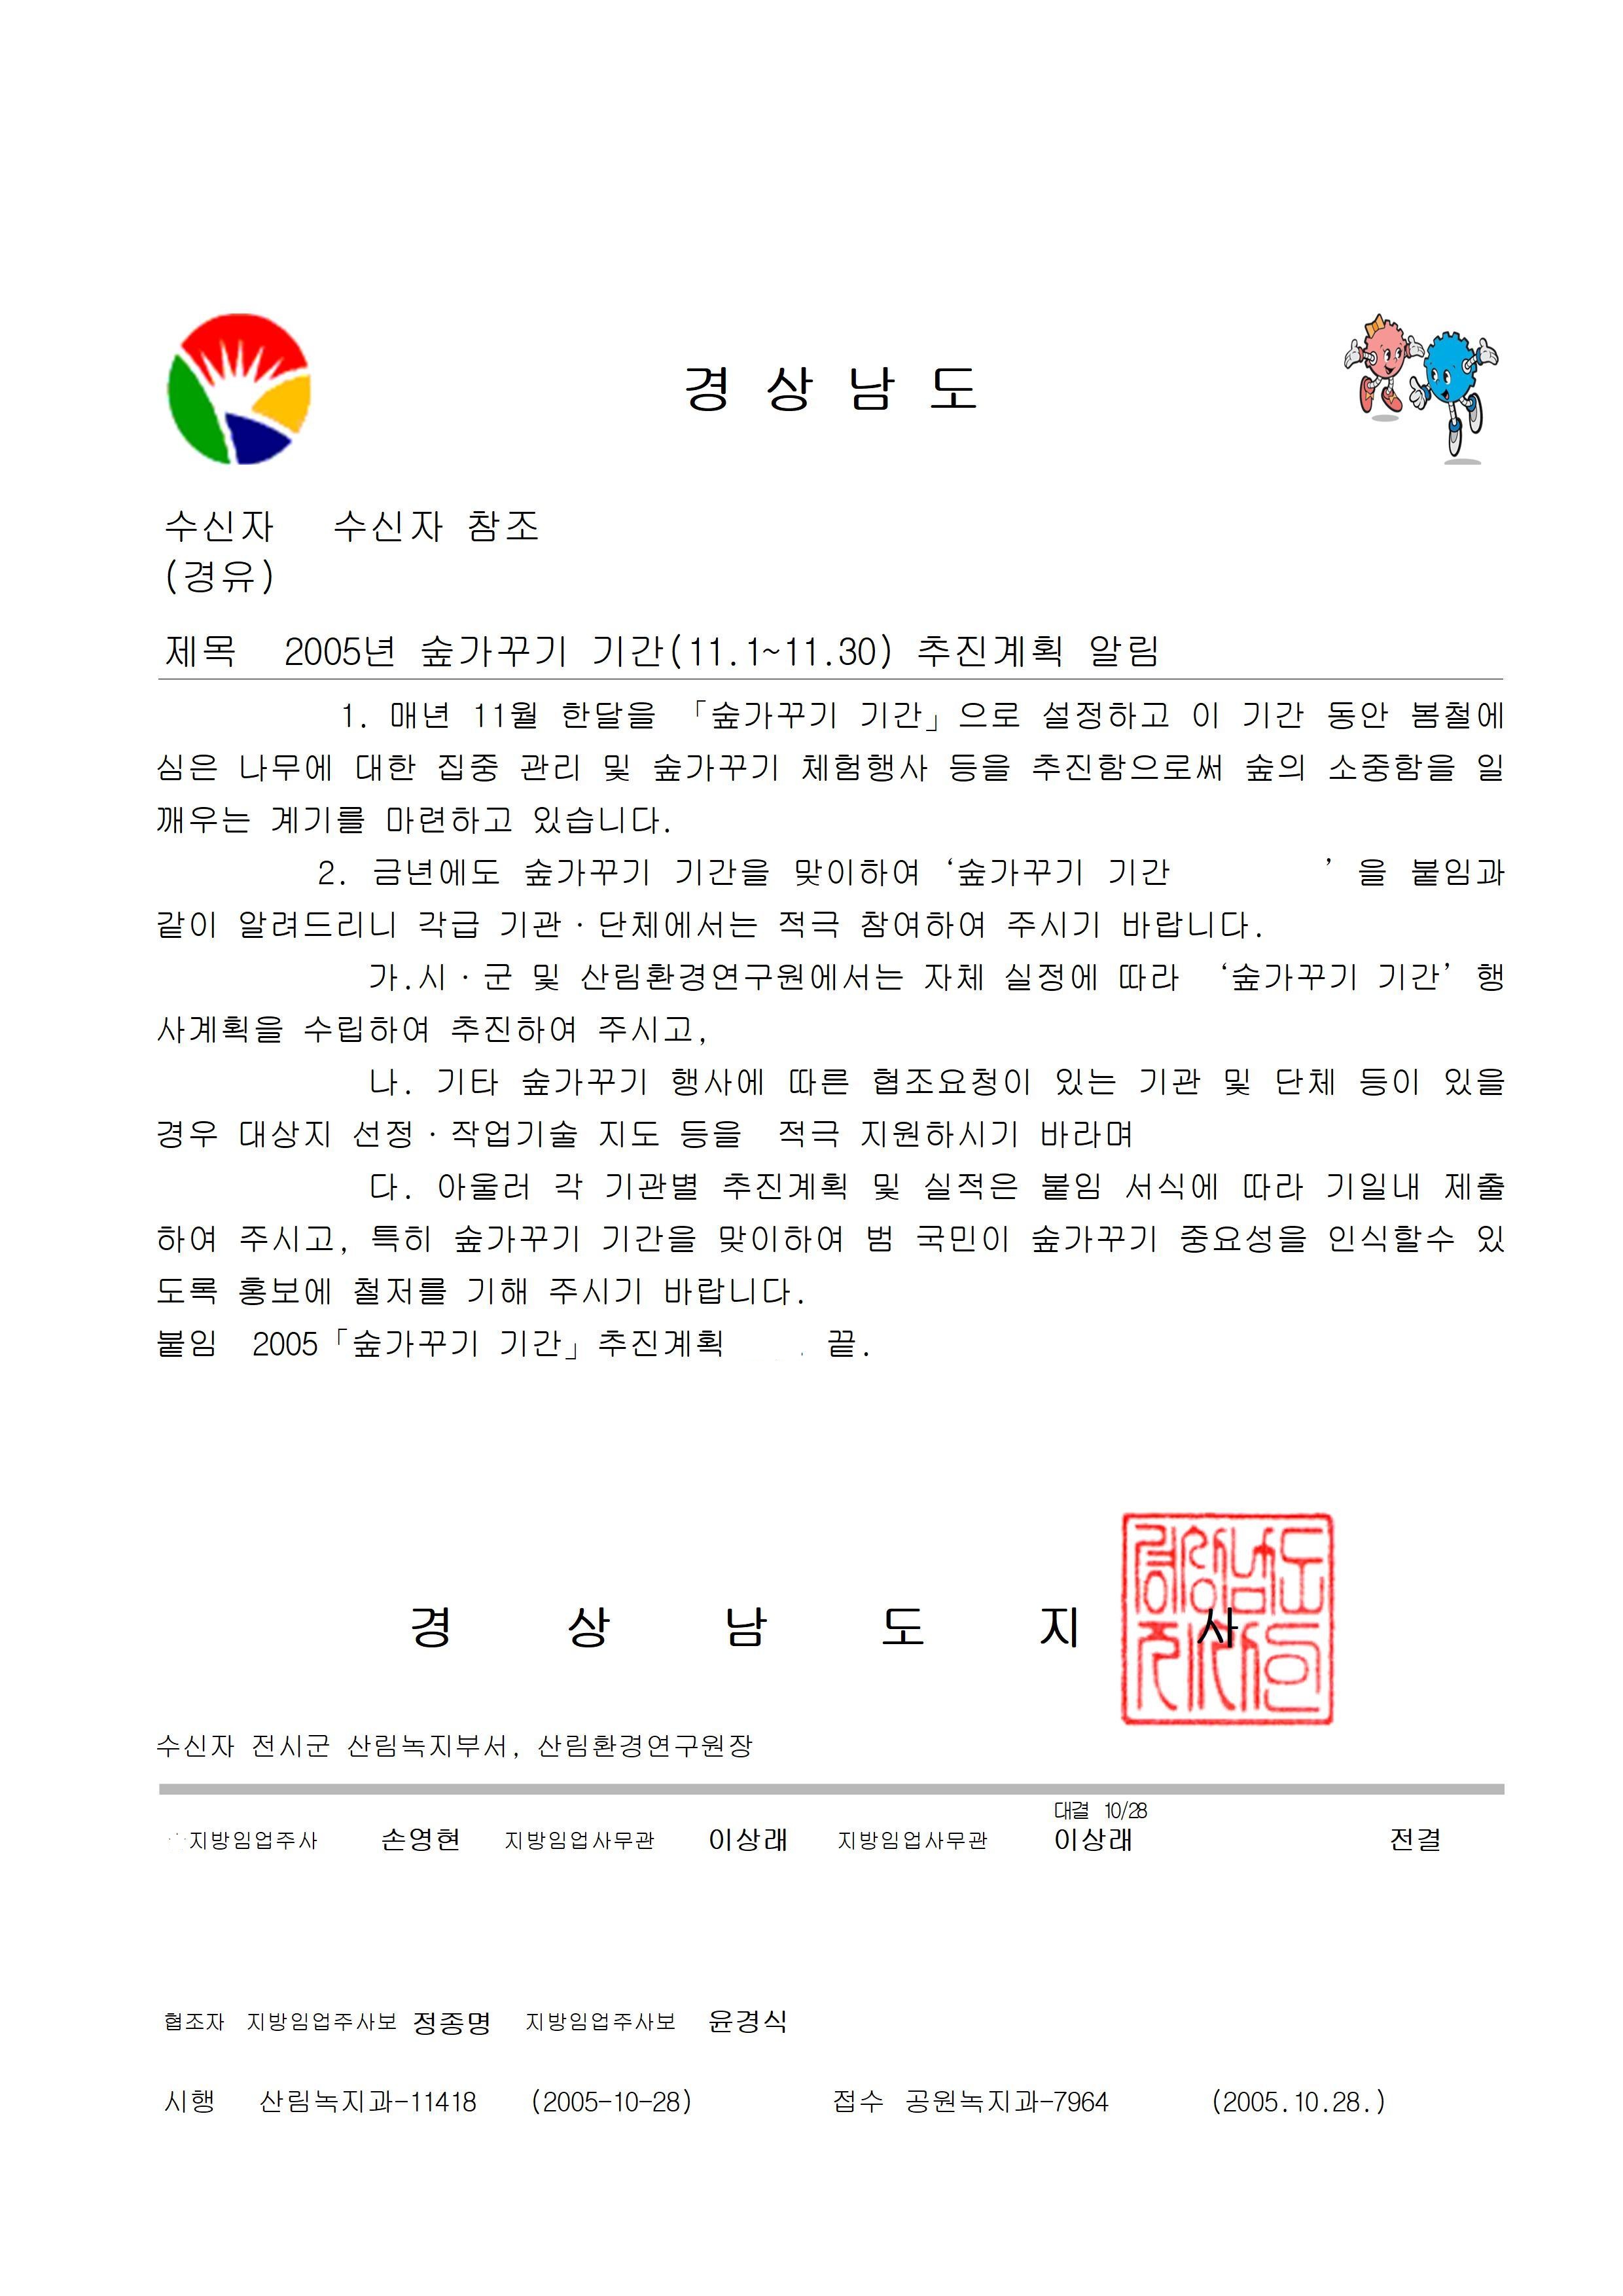 경 상 남 도
수신자 수신자 참조
(경유)
제목 2005년 숲가꾸기 기간(11.1~11.30) 추진계획 알림
1. 매년 11월 한달을 「숲가꾸기 기간」으로 설정하고 이 기간 동안 봄철에
심은 나무에 대한 집중 관리 및 숲가꾸기 체험행사 등을 추진함으로써 숲의 소중함을 일
깨우는 계기를 마련하고 있습니다.
2. 금년에도 숲가꾸기 기간을 맞이하여 ‘숲가꾸기 기간 ’ 을 붙임과
같이 알려드리니 각급 기관·단체에서는 적극 참여하여 주시기 바랍니다.
가.시·군 및 산림환경연구원에서는 자체 실정에 따라 ‘숲가꾸기 기간’ 행
사계획을 수립하여 추진하여 주시고,
나. 기타 숲가꾸기 행사에 따른 협조요청이 있는 기관 및 단체 등이 있을
경우 대상지 선정·작업기술 지도 등을 적극 지원하시기 바라며
다. 아울러 각 기관별 추진계획 및 실적은 붙임 서식에 따라 기일내 제출
하여 주시고, 특히 숲가꾸기 기간을 맞이하여 범 국민이 숲가꾸기 중요성을 인식할수 있
도록 홍보에 철저를 기해 주시기 바랍니다.
붙임 2005「숲가꾸기 기간」추진계획 . 끝.
경 상 남 도 지 사
수신자 전시군 산림녹지부서, 산림환경연구원장
대결 10/28
지방임업주사 손영현 지방임업사무관 이상래 지방임업사무관 이상래 전결
협조자 지방임업주사보 정종명 지방임업주사보 윤경식
시행 산림녹지과-11418 (2005-10-28) 접수 공원녹지과-7964 (2005.10.28.)